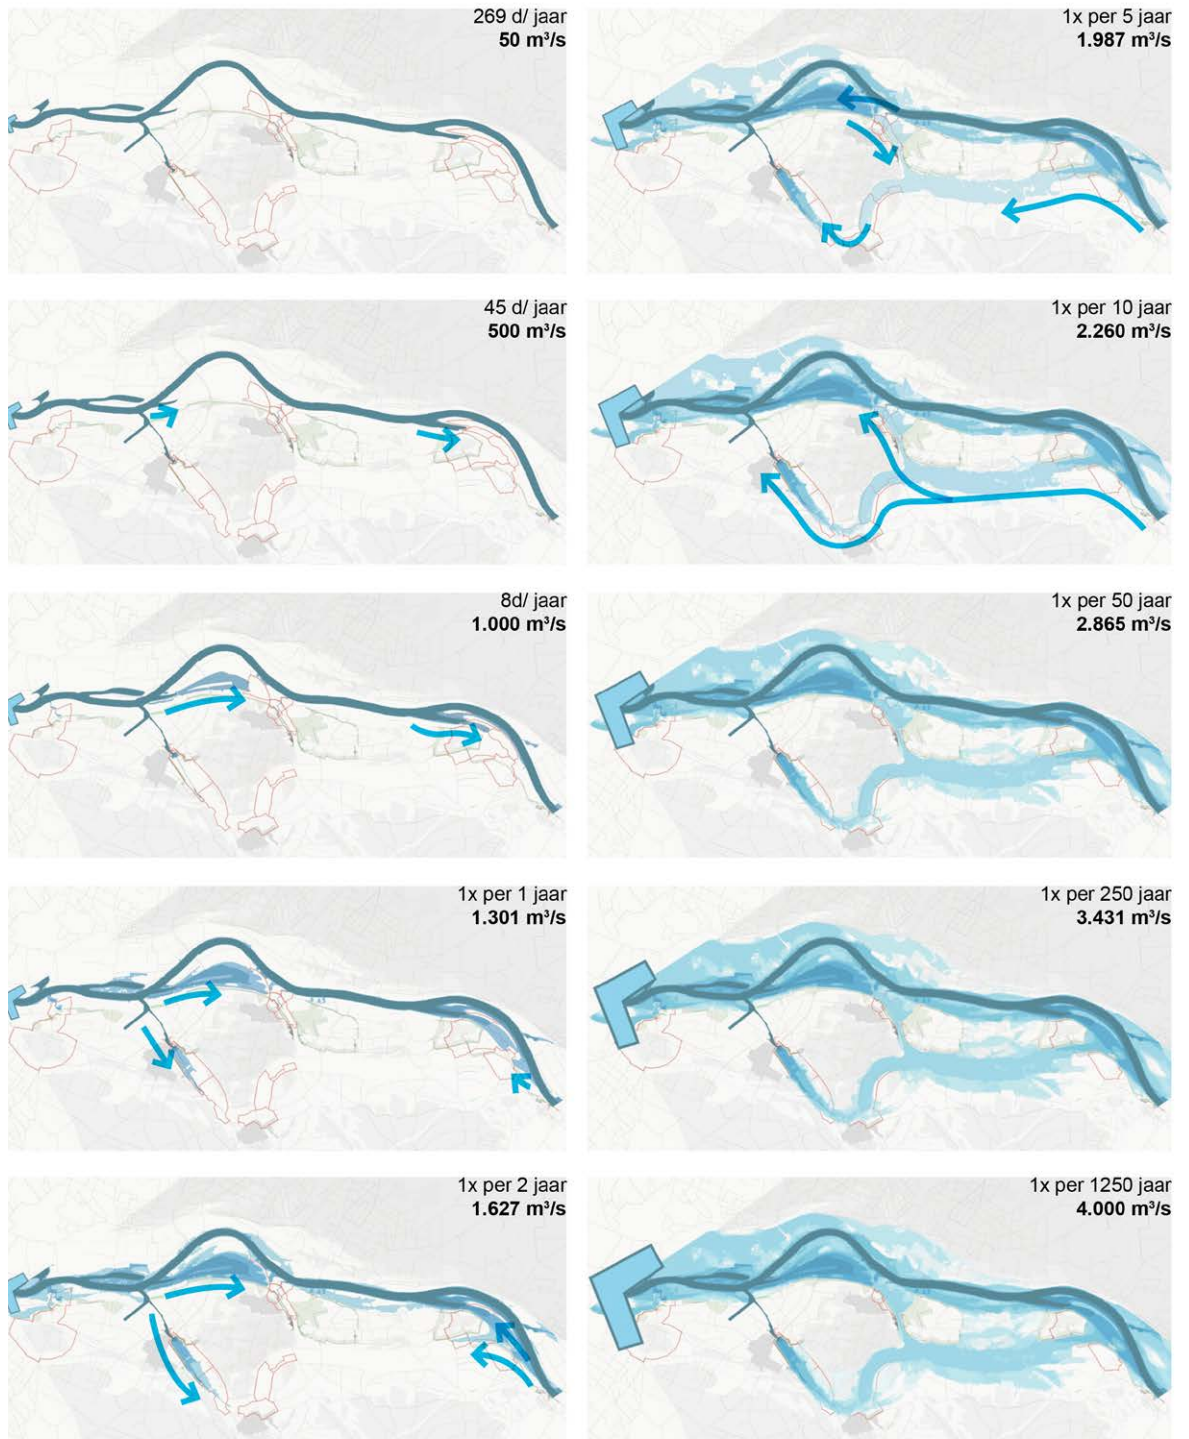 269 d/ jaar
50 m³/s
45 d/ jaar
500 m³/s
8d/ jaar
1.000 m³/s
1x per 1 jaar
1.301 m³/s
1x per 2 jaar
1.627 m³/s
1x per 5 jaar
1.987 m³/s
1x per 10 jaar
2.260 m³/s
1x per 50 jaar
2.865 m³/s
1x per 250 jaar
3.431 m³/s
1x per 1250 jaar
4.000 m³/s